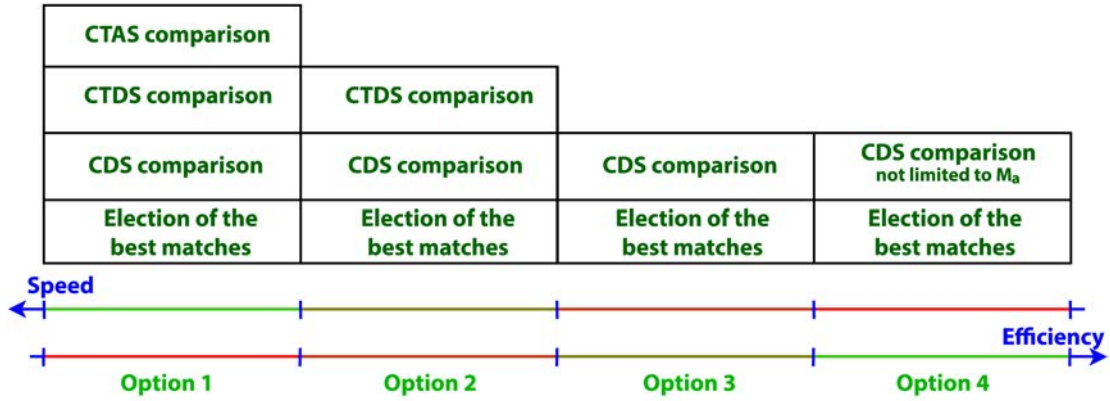 CTAS comparison
CTDS comparison CTDS comparison
CDS comparison CDS comparison CDS comparison CDS comparison
not limited to Ma
Election of the Election of the Election of the Election of the
best matches best matches best matches best matches
Speed
Efficiency
Option 1 Option 2 Option 3 Option 4